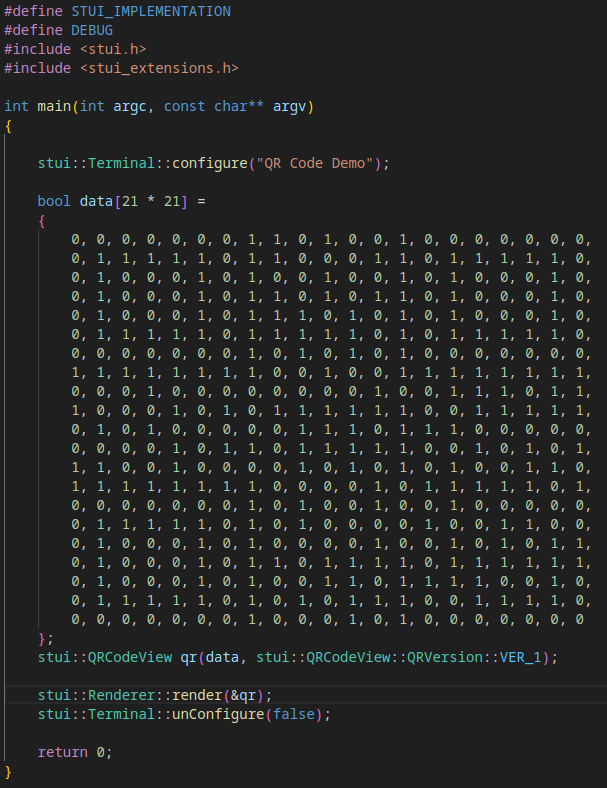 #define STUI_IMPLEMENTATION
#define DEBUG
#include <stui.h>
#include <stui_extensions.h>
int main(int argc, const char** argv)
{
stui::Terminal::configure("QR Code Demo");
bool data[21 * 21] =
{
0, 0, 0, 0, 0, 0, 0, 1, 1, 0, 1, 0, 0, 1, 0, 0, 0, 0, 0, 0, 0,
0, 1, 1, 1, 1, 1, 0, 1, 1, 0, 0, 0, 1, 1, 0, 1, 1, 1, 1, 1, 0,
0, 1, 0, 0, 0, 1, 0, 1, 0, 0, 1, 0, 0, 1, 0, 1, 0, 0, 0, 1, 0,
0, 1, 0, 0, 0, 1, 0, 1, 1, 0, 1, 0, 1, 1, 0, 1, 0, 0, 0, 1, 0,
0, 1, 0, 0, 0, 1, 0, 1, 1, 1, 0, 1, 0, 1, 0, 1, 0, 0, 0, 1, 0,
0, 1, 1, 1, 1, 1, 0, 1, 1, 1, 1, 1, 0, 1, 0, 1, 1, 1, 1, 1, 0,
0, 0, 0, 0, 0, 0, 0, 1, 0, 1, 0, 1, 0, 1, 0, 0, 0, 0, 0, 0, 0,
1, 1, 1, 1, 1, 1, 1, 1, 0, 0, 1, 0, 0, 1, 1, 1, 1, 1, 1, 1, 1,
0, 0, 0, 1, 0, 0, 0, 0, 0, 0, 0, 0, 1, 0, 0, 1, 1, 1, 0, 1, 1,
1, 0, 0, 0, 1, 0, 1, 0, 1, 1, 1, 1, 1, 1, 0, 0, 1, 1, 1, 1, 1,
0, 1, 0, 1, 0, 0, 0, 0, 0, 1, 1, 1, 0, 1, 1, 1, 0, 0, 0, 0, 0,
0, 0, 0, 0, 1, 0, 1, 1, 0, 1, 1, 1, 1, 1, 0, 0, 1, 0, 1, 0, 1,
1, 1, 0, 0, 1, 0, 0, 0, 0, 1, 0, 1, 0, 1, 0, 1, 0, 0, 1, 1, 0,
1, 1, 1, 1, 1, 1, 1, 1, 0, 0, 0, 0, 1, 0, 1, 1, 1, 1, 1, 0, 1,
0, 0, 0, 0, 0, 0, 0, 1, 0, 1, 0, 0, 1, 1, 0, 1, 0, 0, 0, 0, 0,
0, 1, 1, 1, 1, 1, 0, 1, 0, 1, 0, 0, 0, 0, 1, 0, 0, 1, 1, 0, 0,
0, 1, 0, 0, 0, 1, 0, 1, 0, 0, 0, 0, 1, 0, 0, 1, 0, 1, 0, 1, 1,
0, 1, 0, 0, 0, 1, 0, 1, 1, 0, 1, 1, 1, 1, 0, 1, 1, 1, 1, 1, 1,
0, 1, 0, 0, 0, 1, 0, 1, 0, 0, 1, 1, 0, 1, 1, 1, 1, 0, 0, 1, 0,
0, 1, 1, 1, 1, 1, 0, 1, 0, 1, 0, 1, 1, 1, 0, 0, 1, 1, 1, 1, 0,
0, 0, 0, 0, 0, 0, 0, 1, 0, 0, 0, 1, 0, 1, 0, 0, 0, 0, 0, 0, 0
};
stui::QRCodeView qr(data, stui::QRCodeView::QRVersion::VER_1);
stui::Renderer::render(&qr);
stui::Terminal::unConfigure(false);
return 0;
}